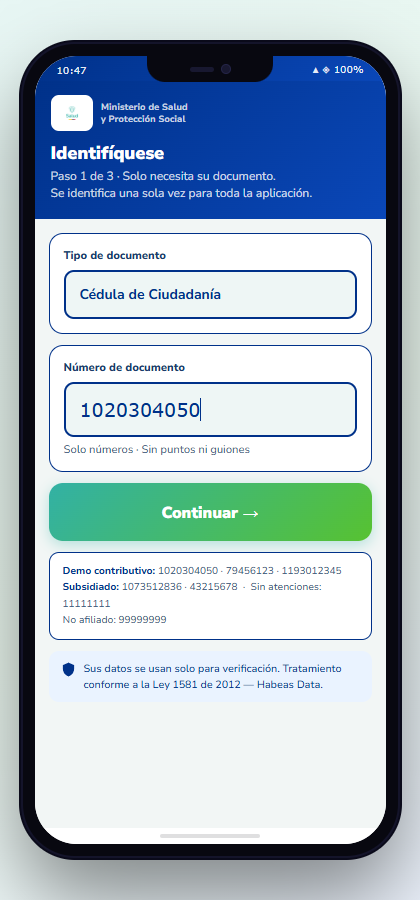 10:47
100%
Salud
Ministerio de Salud
y Protección Social
Identifíquese
Paso 1 de 3 · Solo necesita su documento.
Se identifica una sola vez para toda la aplicación.
Tipo de documento
Cédula de Ciudadanía
Número de documento
1020304050
Solo números · Sin puntos ni guiones
Continuar →
Demo contributivo: 1020304050 · 79456123 · 1193012345
Subsidiado: 1073512836 · 43215678 · Sin atenciones:
11111111
No afiliado: 99999999
Sus datos se usan solo para verificación. Tratamiento
conforme a la Ley 1581 de 2012 — Habeas Data.